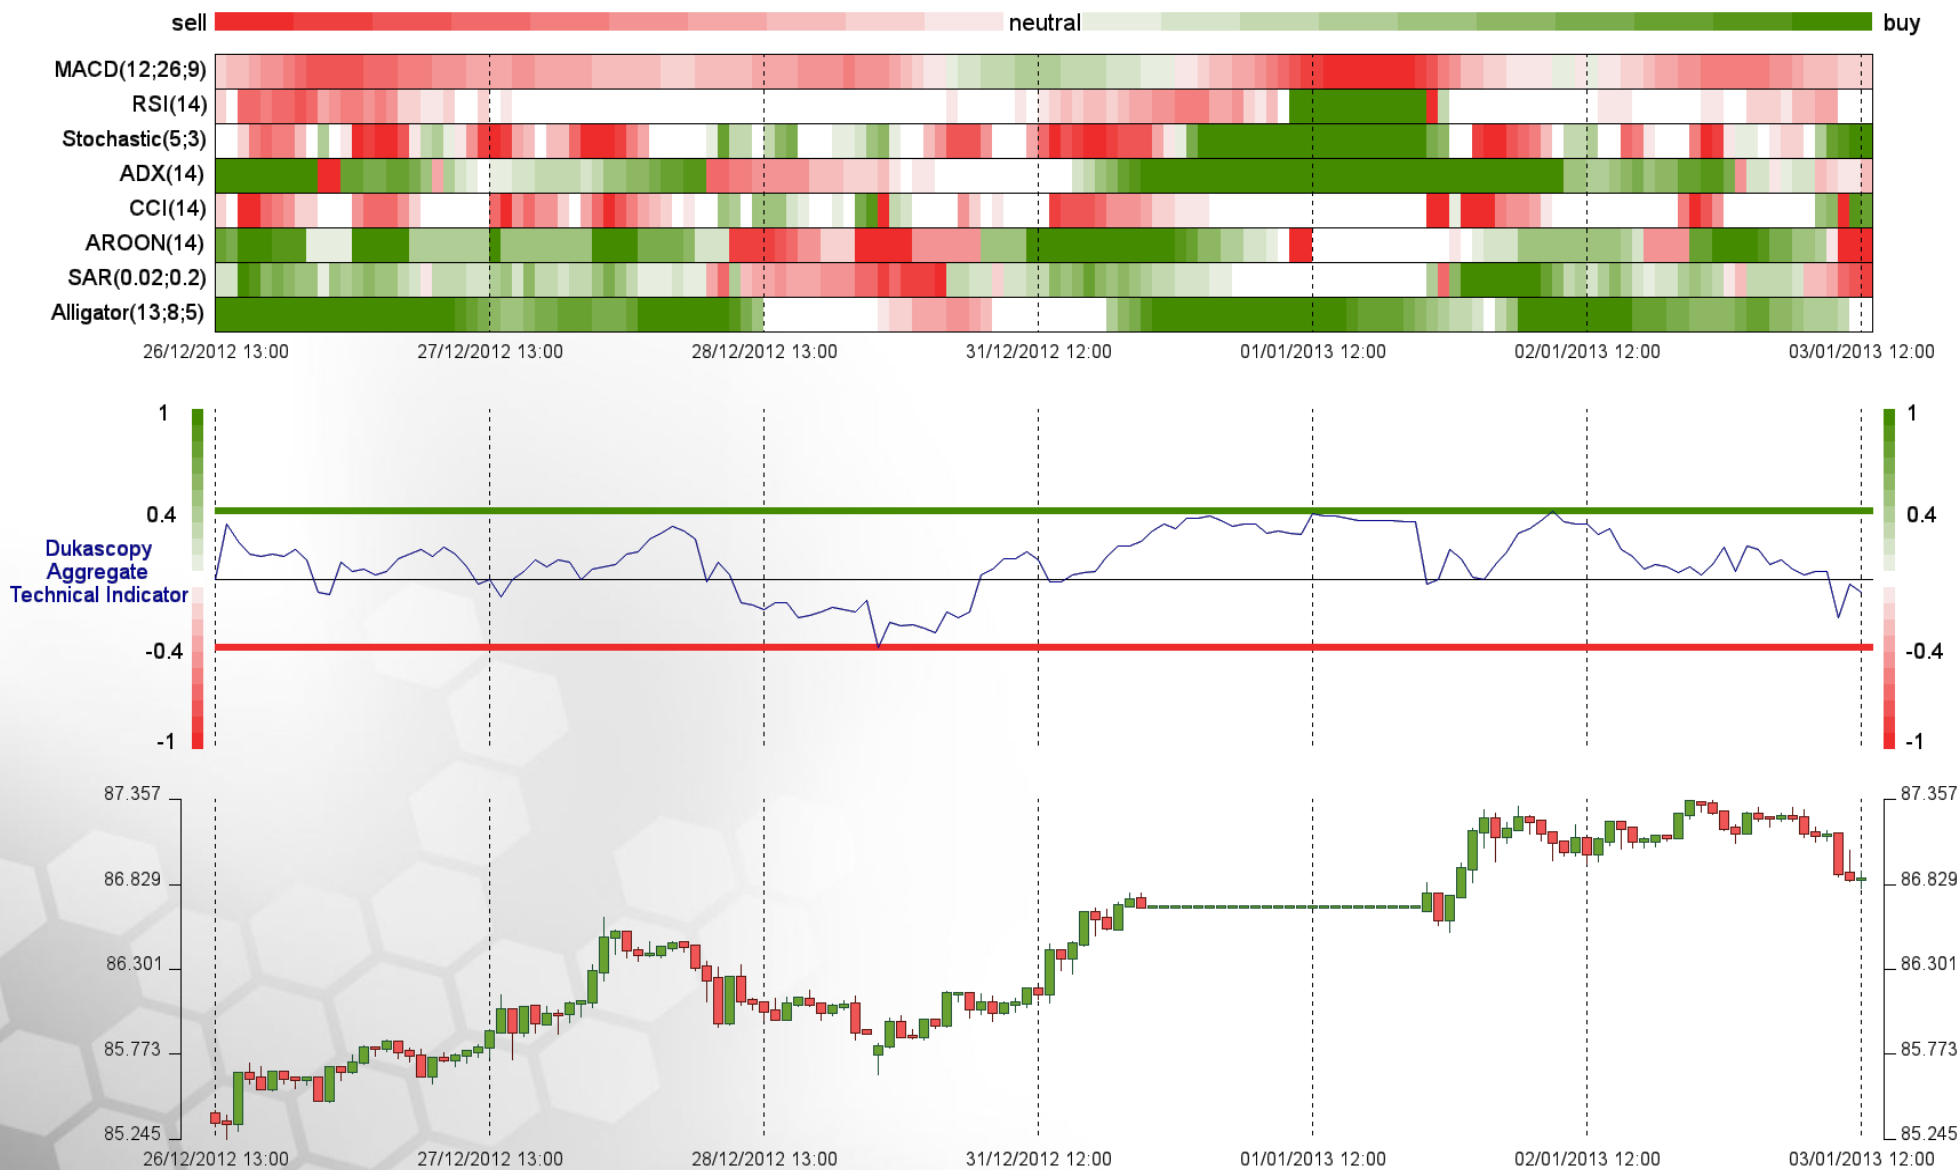 sell neutral buy
MACD(12;26;9)
RSI(14)
Stochastic(5;3)
ADX(14)
CCI(14)
AROON(14)
SAR(0.02;0.2)
Alligator(13;8;5)
26/12/2012 13:00 27/12/2012 13:00 28/12/2012 13:00 31/12/2012 12:00 01/01/2013 12:00 02/01/2013 12:00 03/01/2013 12:00
1 1
0.4 0.4
Dukascopy
Aggregate
Technical Indicator
-0.4 -0.4
-1 -1
87.357 87.357
86.829 86.829
86.301 86.301
85.773 85.773
85.245 85.245
26/12/2012 13:00 27/12/2012 13:00 28/12/2012 13:00 31/12/2012 12:00 01/01/2013 12:00 02/01/2013 12:00 03/01/2013 12:00